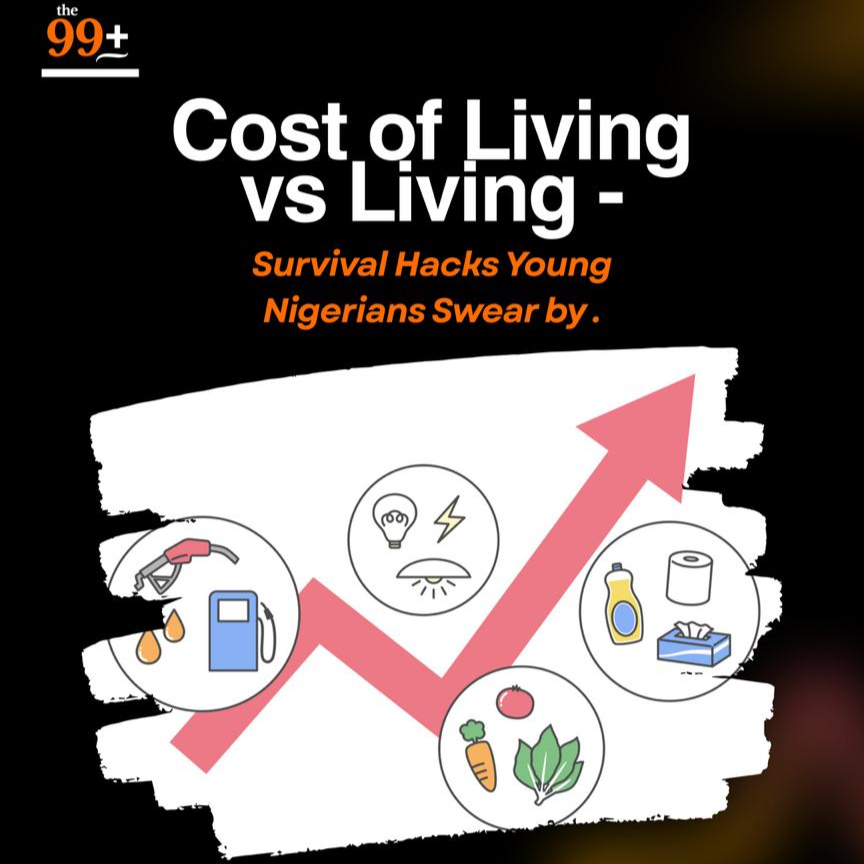 the
99+
Cost of Living
vs Living -
Survival Hacks Young
Nigerians Swear by .